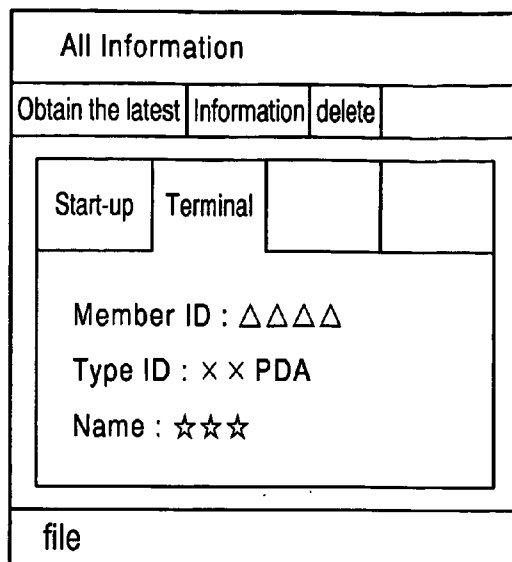 All Information
Obtain the latest Information delete
Start-up Terminal
Member ID : △△△△
Type ID : ××PDA
Name : ☆☆☆
file